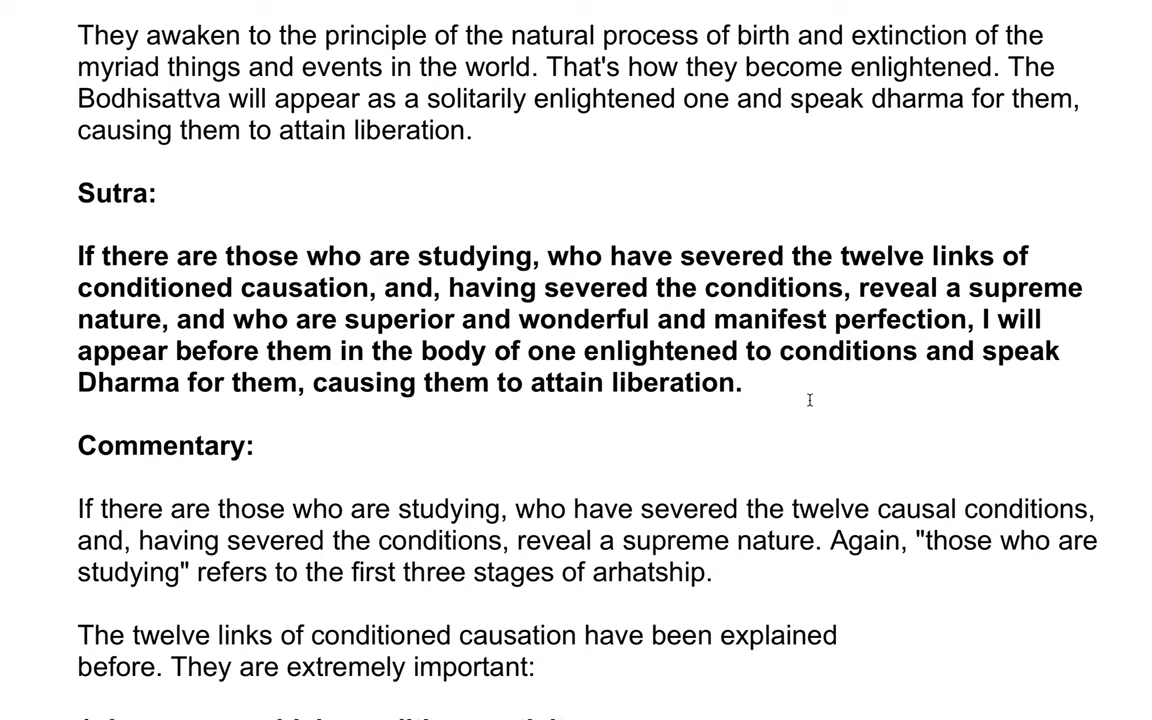 They awaken to the principle of the natural process of birth and extinction of the
myriad things and events in the world. That's how they become enlightened. The
Bodhisattva will appear as a solitarily enlightened one and speak dharma for them,
causing them to attain liberation.
Sutra:
If there are those who are studying, who have severed the twelve links of
conditioned causation, and, having severed the conditions, reveal a supreme
nature, and who are superior and wonderful and manifest perfection, I will
appear before them in the body of one enlightened to conditions and speak
Dharma for them, causing them to attain liberation.
Commentary:
If there are those who are studying, who have severed the twelve causal conditions,
and, having severed the conditions, reveal a supreme nature. Again, "those who are
studying" refers to the first three stages of arhatship.
The twelve links of conditioned causation have been explained
before. They are extremely important: